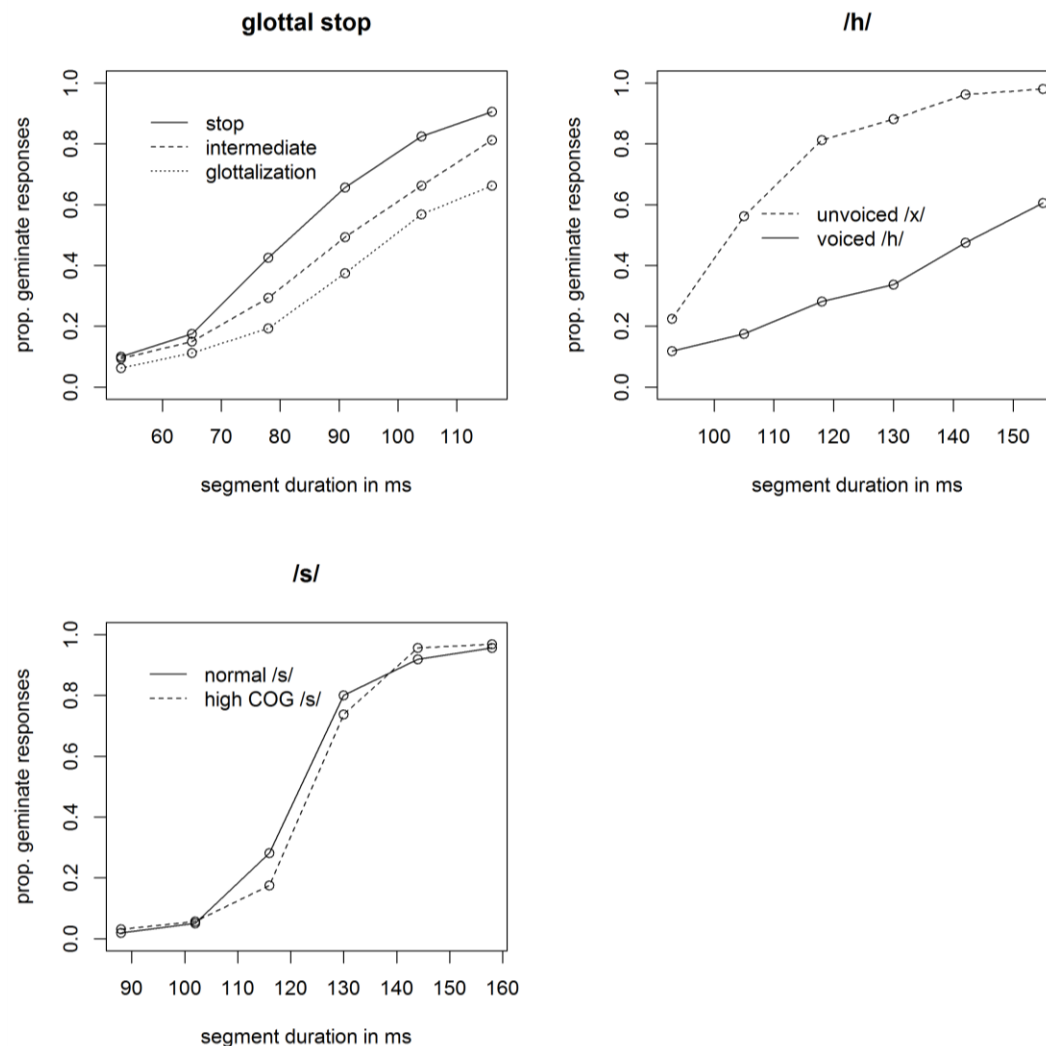 glottal stop
prop. geminate responses
0.0 0.2 0.4 0.6 0.8 1.0
stop
intermediate
glottalization
60 70 80 90 100 110
segment duration in ms
/h/
prop. geminate responses
0.0 0.2 0.4 0.6 0.8 1.0
unvoiced /x/
voiced /h/
100 110 120 130 140 150
segment duration in ms
/s/
prop. geminate responses
0.0 0.2 0.4 0.6 0.8 1.0
normal /s/
high COG /s/
90 100 110 120 130 140 150 160
segment duration in ms